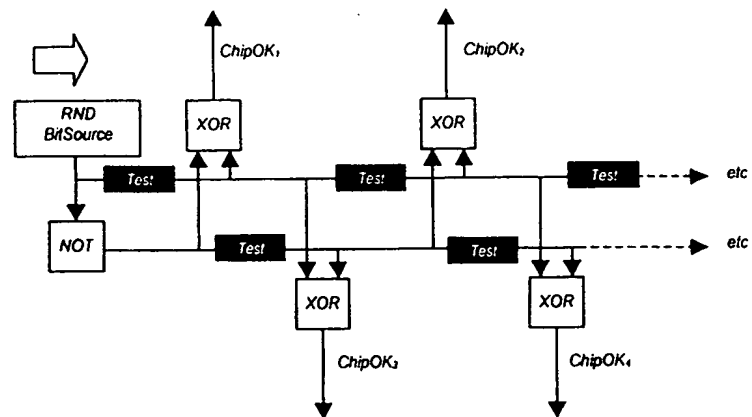 ChipOK₁
ChipOK₂
RND
BitSource
XOR
XOR
Test
Test
Test
etc
NOT
Test
Test
etc
XOR
XOR
ChipOK₃
ChipOK₄